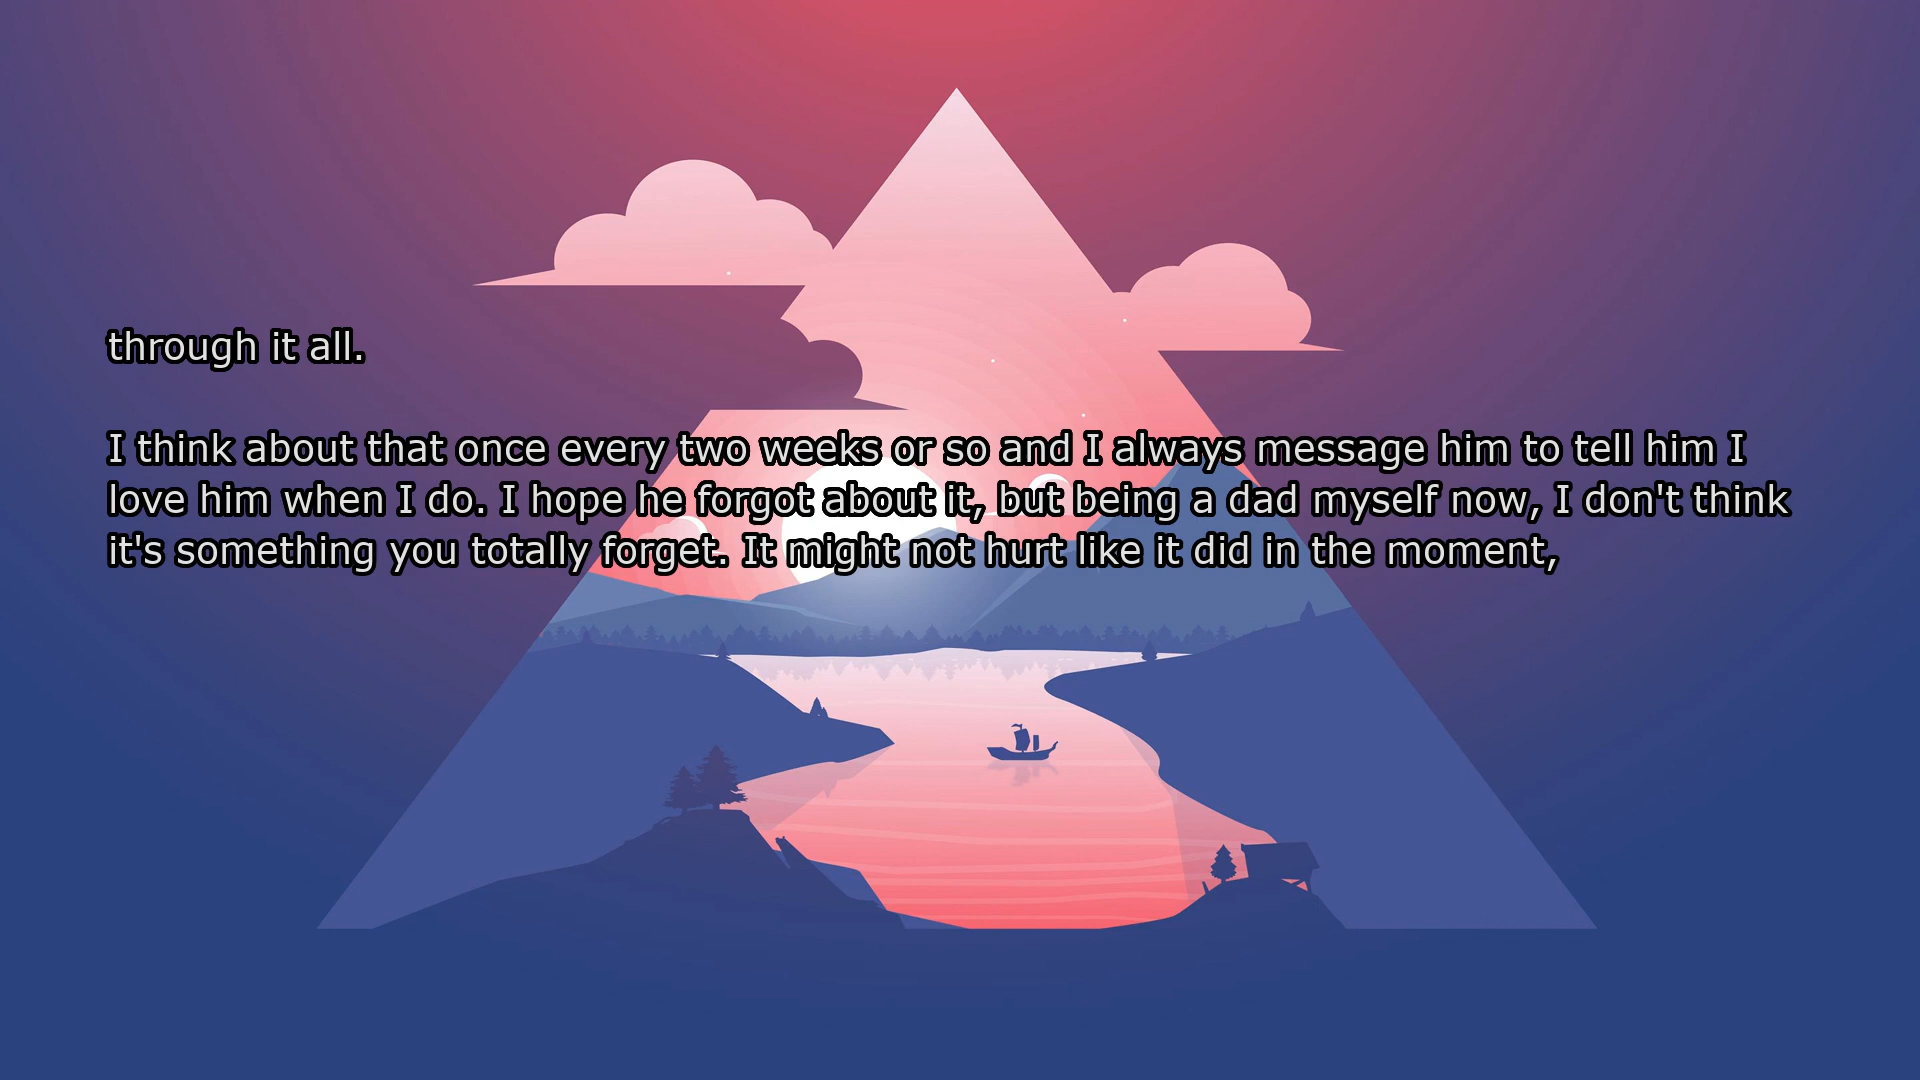 through it all.
I think about that once every two weeks or so and I always message him to tell him I
love him when I do. I hope he forgot about it, but being a dad myself now, I don't think
it's something you totally forget. It might not hurt like it did in the moment,